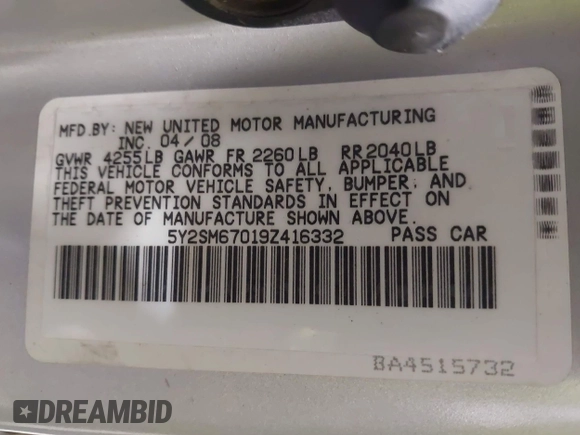 MFD.BY: NEW UNITED MOTOR MANUFACTURING
INC. 04/08
GVWR 4255LB GAWR FR 2260LB RR2040LB
THIS VEHICLE CONFORMS TO ALL APPLICABLE
FEDERAL MOTOR VEHICLE SAFETY, BUMPER, AND
THEFT PREVENTION STANDARDS IN EFFECT ON
THE DATE OF MANUFACTURE SHOWN ABOVE.
5Y2SM67019Z416332 PASS CAR
BA4515732
DREAMBID